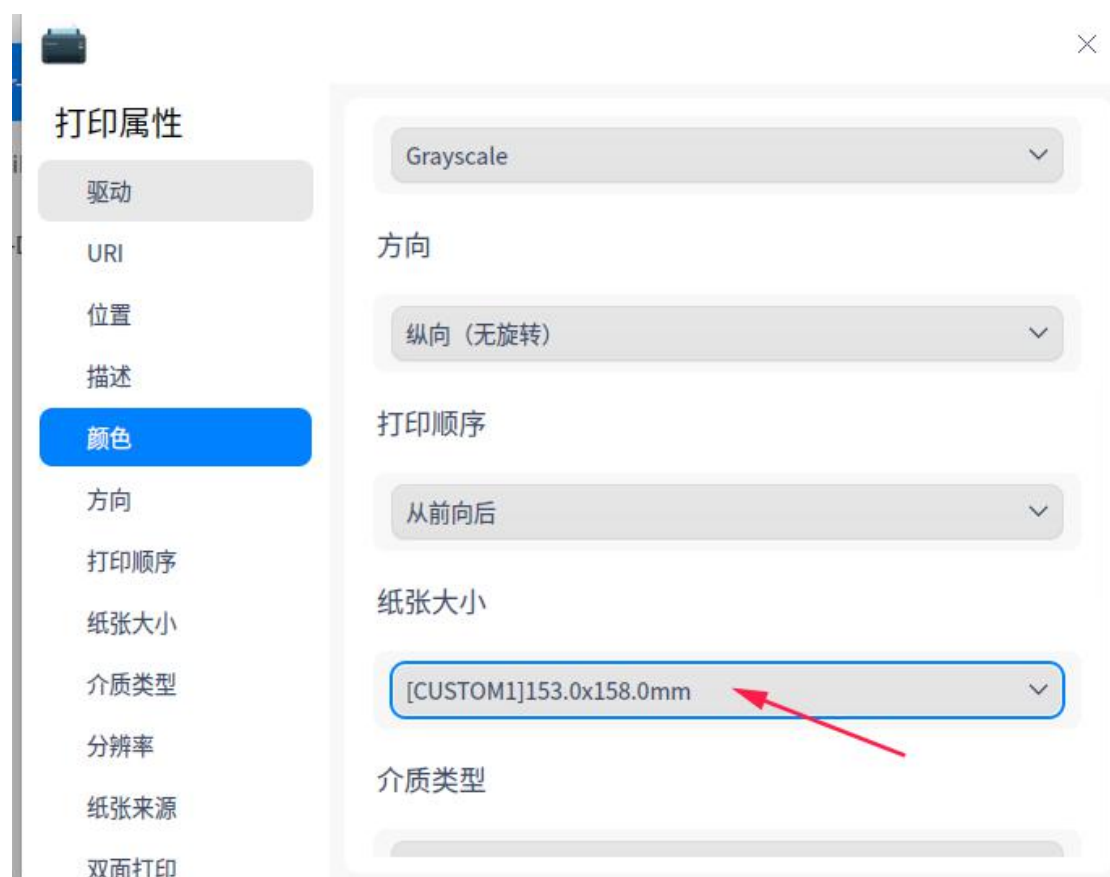 打印属性
驱动
URI
位置
描述
颜色
方向
打印顺序
纸张大小
介质类型
分辨率
纸张来源
双面打印
Grayscale
方向
纵向（无旋转）
打印顺序
从前向后
纸张大小
[CUSTOM1]153.0x158.0mm
介质类型